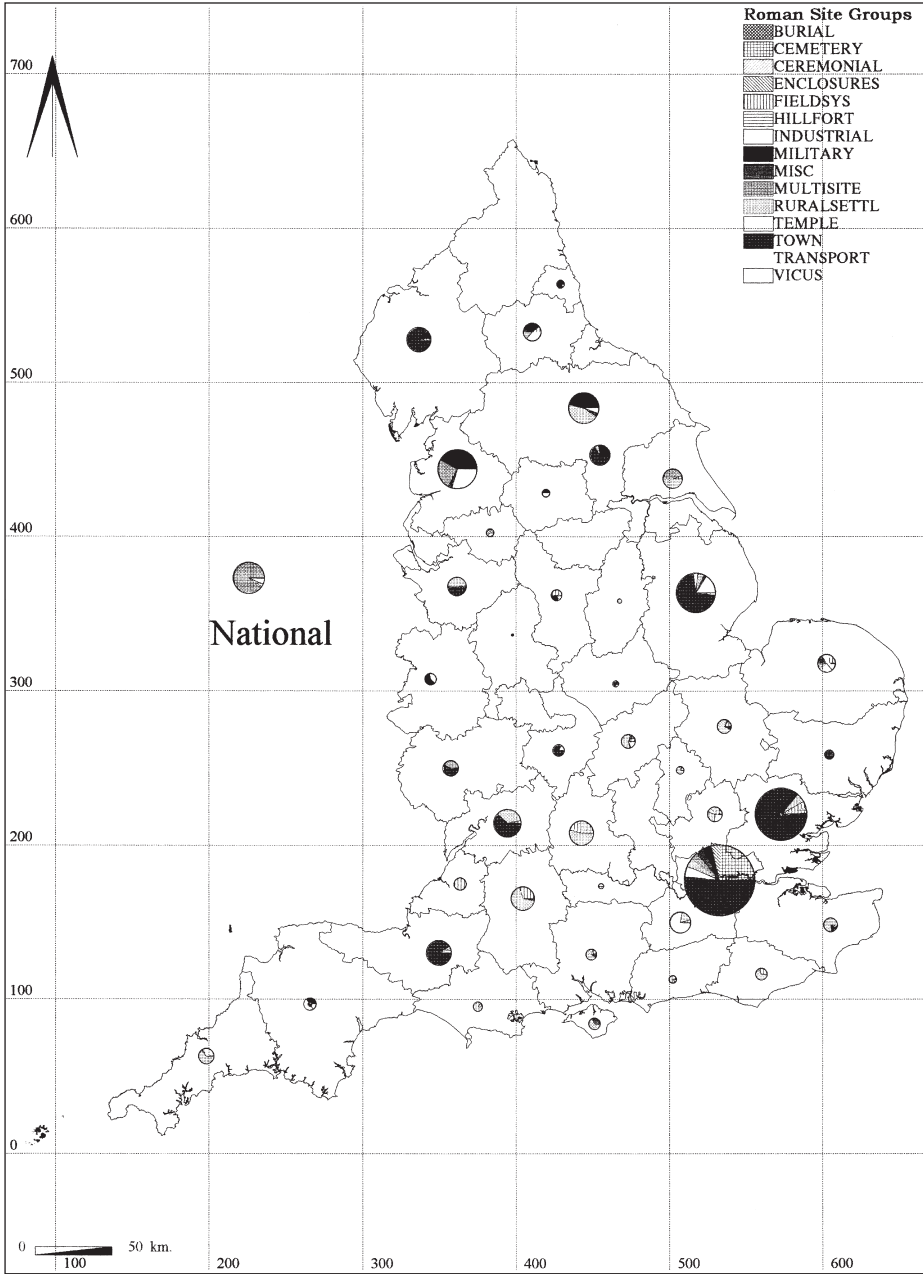 Roman Site Groups
BURIAL
CEMETERY
CEREMONIAL
ENCLOSURES
FIELDSYS
HILLFORT
INDUSTRIAL
MILITARY
MISC
MULTISITE
RURALSETTL
TEMPLE
TOWN
TRANSPORT
VICUS
700
600
500
400
National
300
200
100
0
0 50 km.
100 200 300 400 500 600